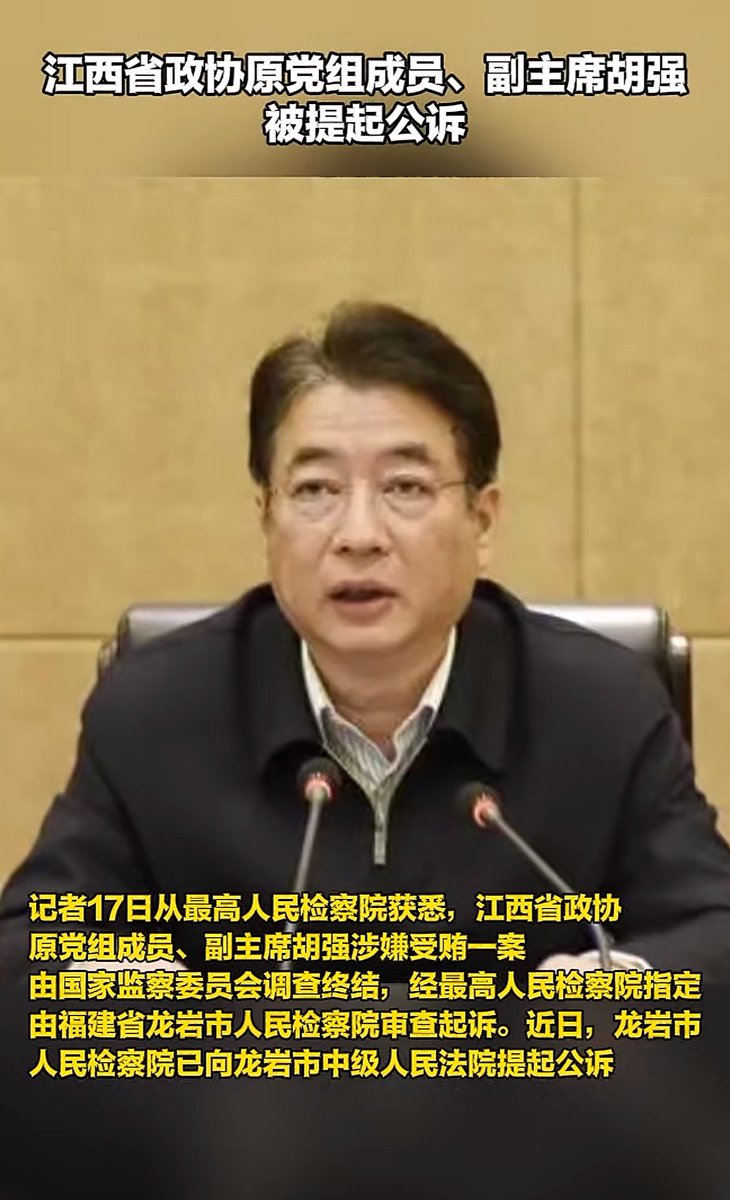 江西省政协原党组成员、副主席胡强
被提起公诉
记者17日从最高人民检察院获悉，江西省政协
原党组成员、副主席胡强涉嫌受贿一案
由国家监察委员会调查终结，经最高人民检察院指定
由福建省龙岩市人民检察院审查起诉。近日，龙岩市
人民检察院已向龙岩市中级人民法院提起公诉